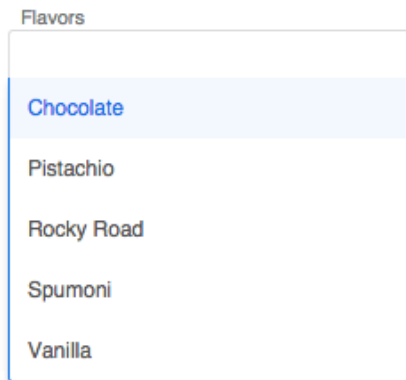 Flavors
Chocolate
Pistachio
Rocky Road
Spumoni
Vanilla